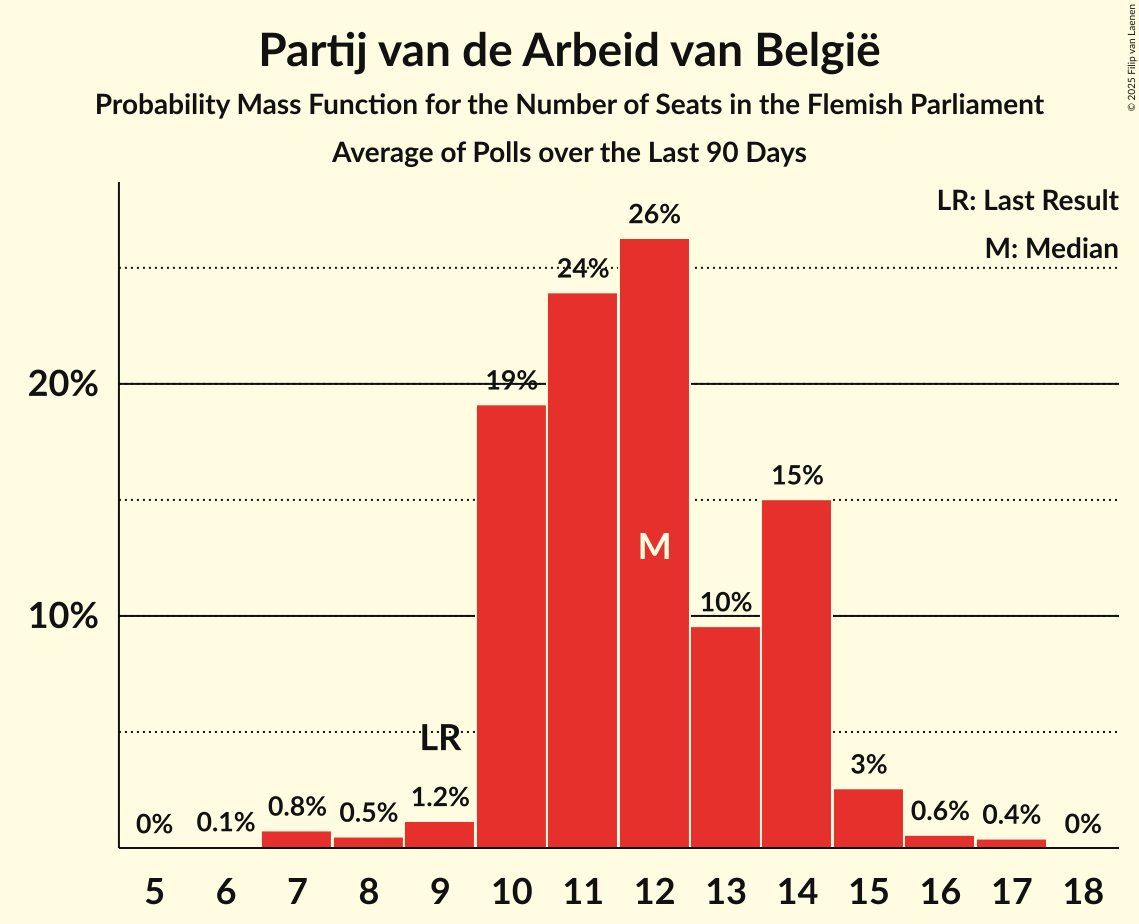 Partij van de Arbeid van België
Probability Mass Function for the Number of Seats in the Flemish Parliament
Average of Polls over the Last 90 Days
© 2025 Filip van Laenen
LR: Last Result
M: Median
20%
10%
0%
0.1%
0.8%
0.5%
1.2%
LR
19%
24%
26%
M
10%
15%
3%
0.6%
0.4%
0%
5 6 7 8 9 10 11 12 13 14 15 16 17 18